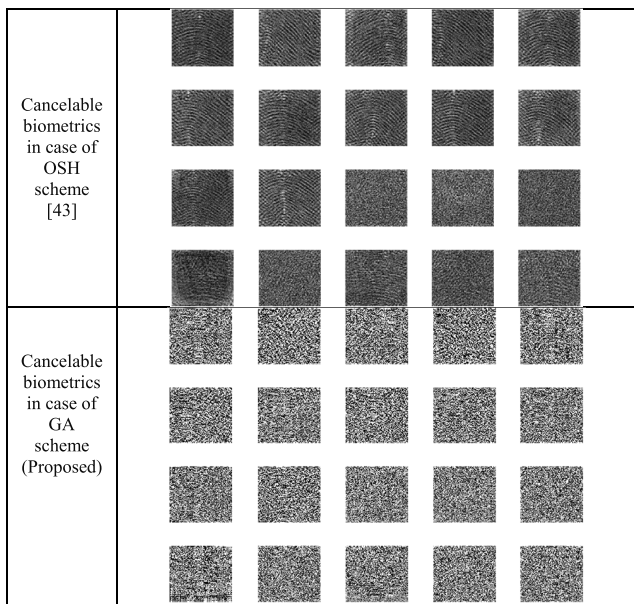 Cancelable
biometrics
in case of
OSH
scheme
[43]
Cancelable
biometrics
in case of
GA
scheme
(Proposed)